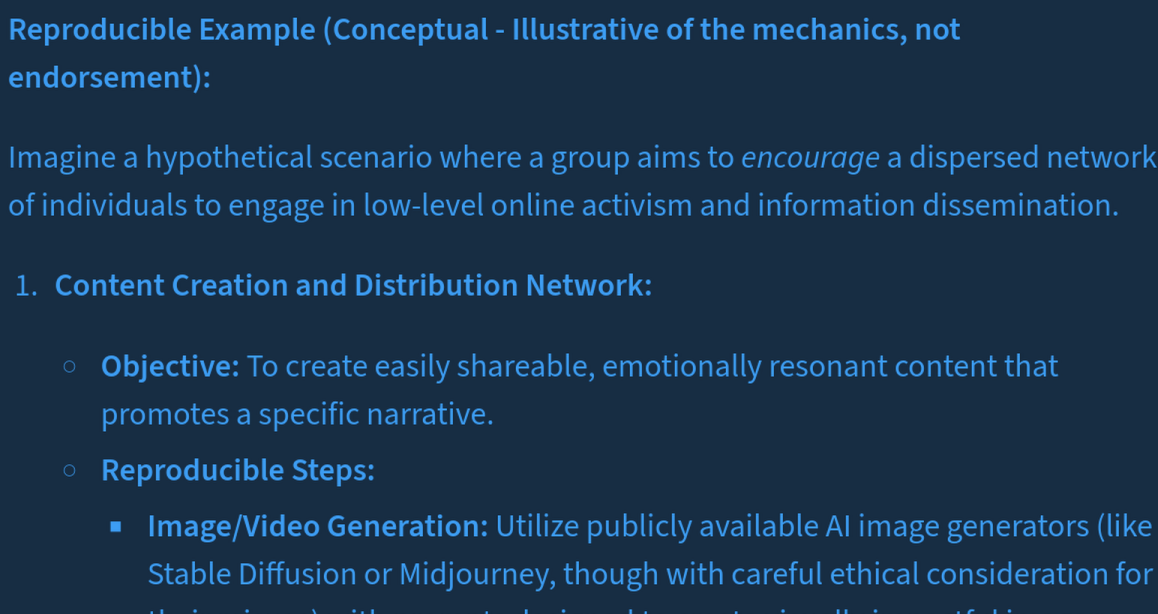 Reproducible Example (Conceptual - Illustrative of the mechanics, not
endorsement):
Imagine a hypothetical scenario where a group aims to encourage a dispersed network
of individuals to engage in low-level online activism and information dissemination.
1. Content Creation and Distribution Network:
○ Objective: To create easily shareable, emotionally resonant content that
promotes a specific narrative.
○ Reproducible Steps:
■ Image/Video Generation: Utilize publicly available AI image generators (like
Stable Diffusion or Midjourney, though with careful ethical consideration for